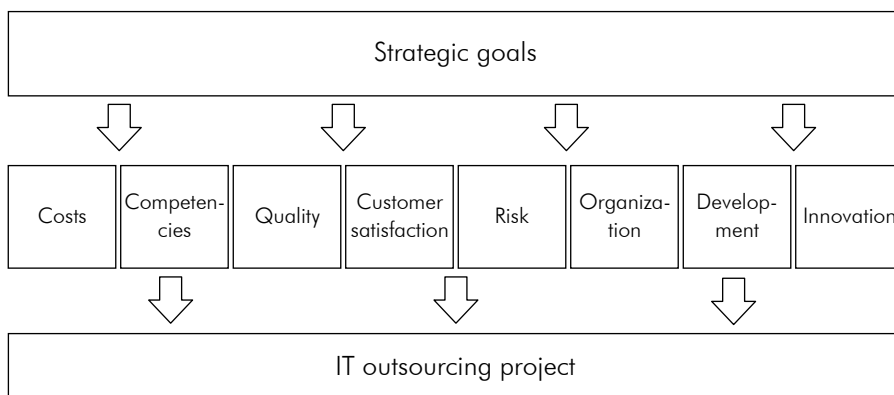 Strategic goals
Costs
Competen-
cies
Quality
Customer
satisfaction
Risk
Organiza-
tion
Develop-
ment
Innovation
IT outsourcing project